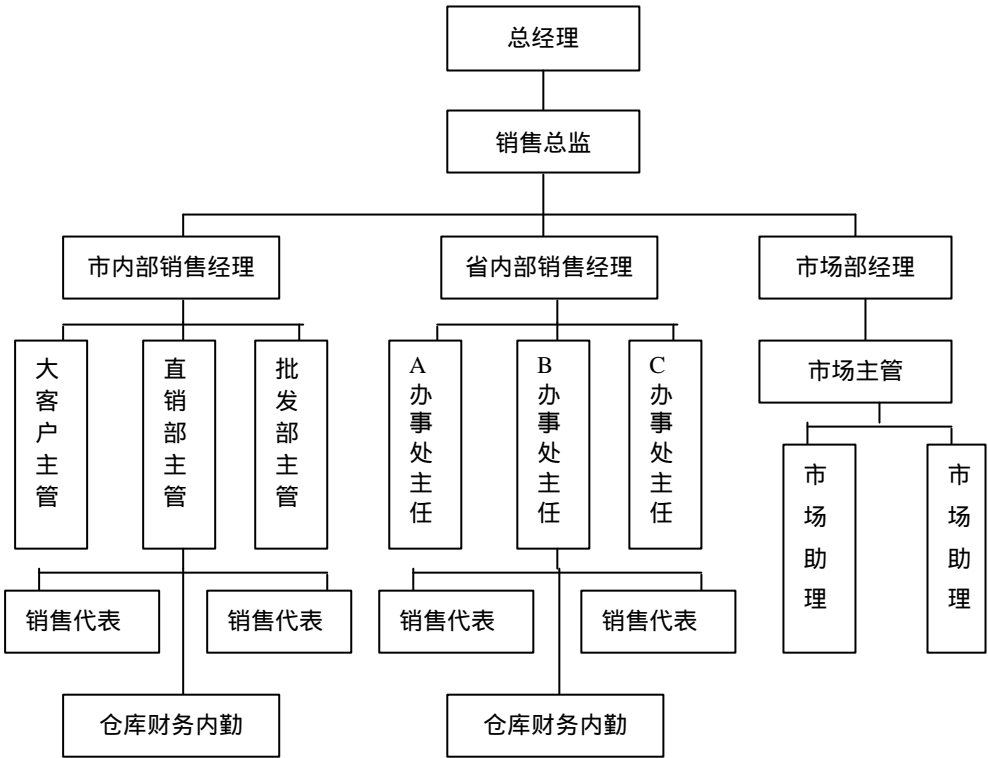 总经理
销售总监
市内部销售经理
省内部销售经理
市场部经理
大客户主管
直销部主管
批发部主管
A办事处主任
B办事处主任
C办事处主任
市场主管
市场助理
市场助理
销售代表
销售代表
销售代表
销售代表
仓库财务内勤
仓库财务内勤